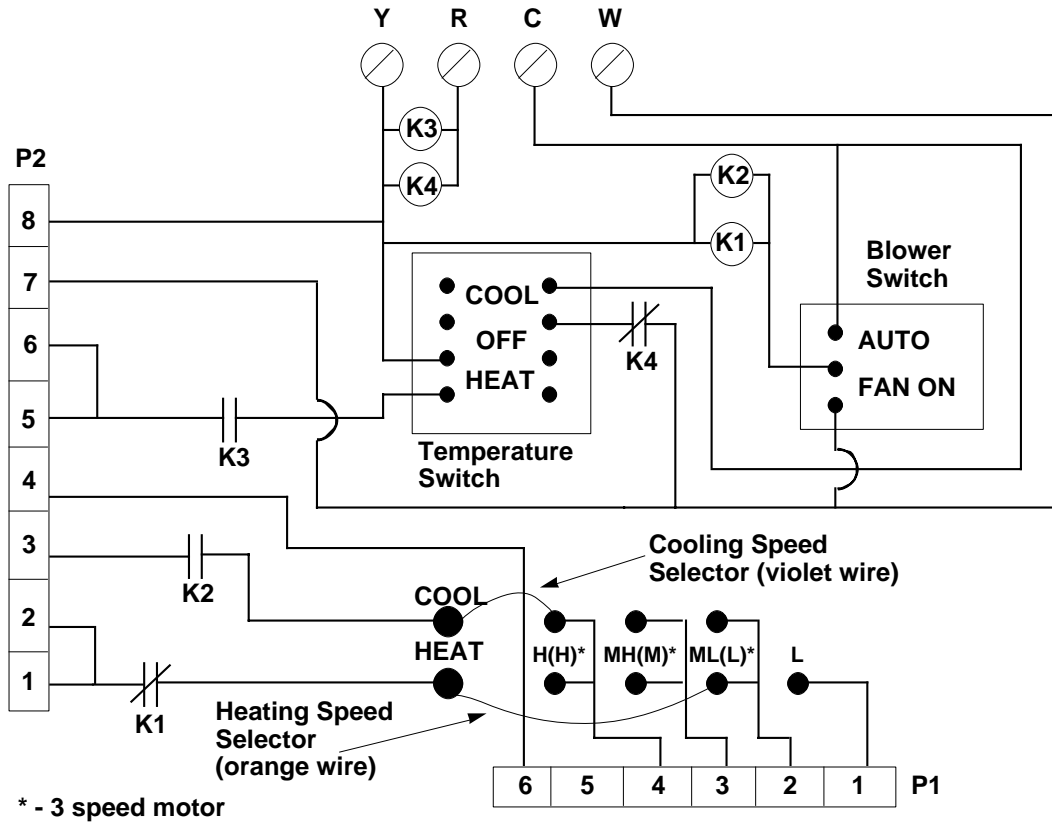 Y R C W
K3
P2
K4
K2
8
K1
Blower
Switch
7
COOL
AUTO
6
OFF
K4
HEAT
FAN ON
5
K3
Temperature
Switch
4
3
Cooling Speed
Selector (violet wire)
K2
COOL
2
HEAT
H(H)* MH(M)* ML(L)* L
1
K1
Heating Speed
Selector
(orange wire)
6 5 4 3 2 1 P1
* - 3 speed motor